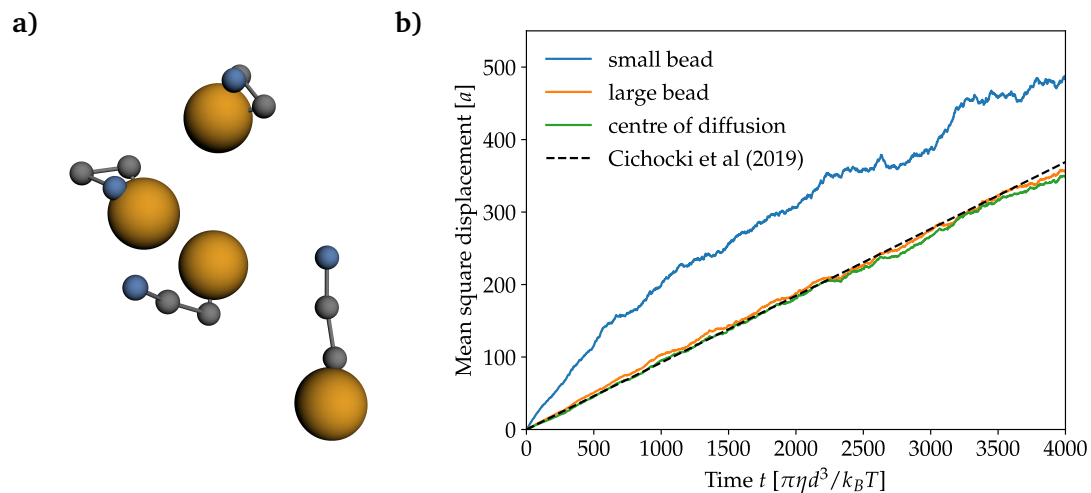 a)
b)
Mean square displacement [a]
500
400
300
200
100
0
small bead
large bead
centre of diffusion
Cichocki et al (2019)
0 500 1000 1500 2000 2500 3000 3500 4000
Time t [πηd³/k_BT]